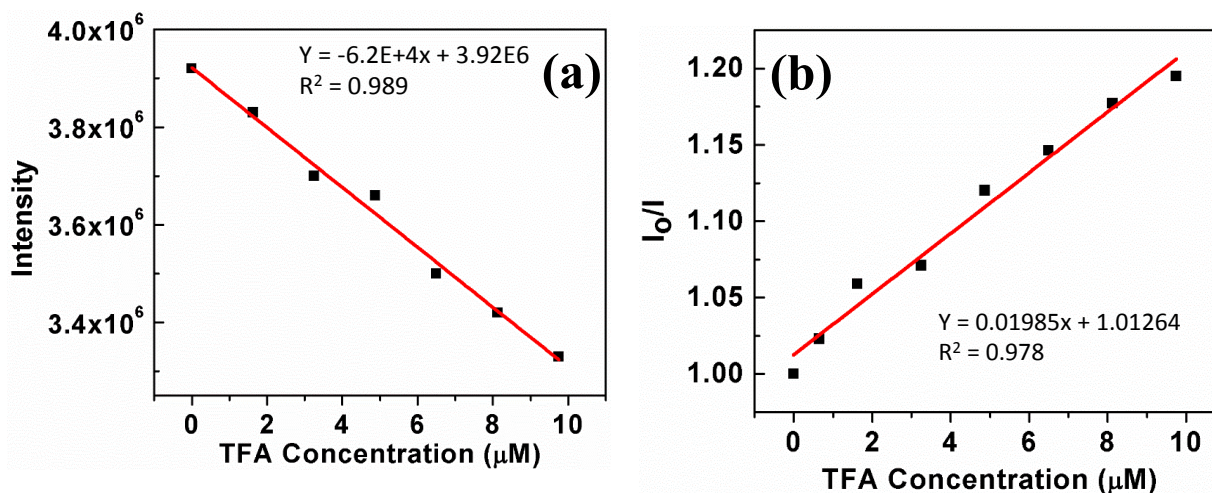 4.0x10⁶
3.8x10⁶
3.6x10⁶
3.4x10⁶
Intensity
Y = -6.2E+4x + 3.92E6
R² = 0.989
(a)
0 2 4 6 8 10
TFA Concentration (μM)
1.20
1.15
1.10
1.05
1.00
I₀/I
(b)
Y = 0.01985x + 1.01264
R² = 0.978
0 2 4 6 8 10
TFA Concentration (μM)